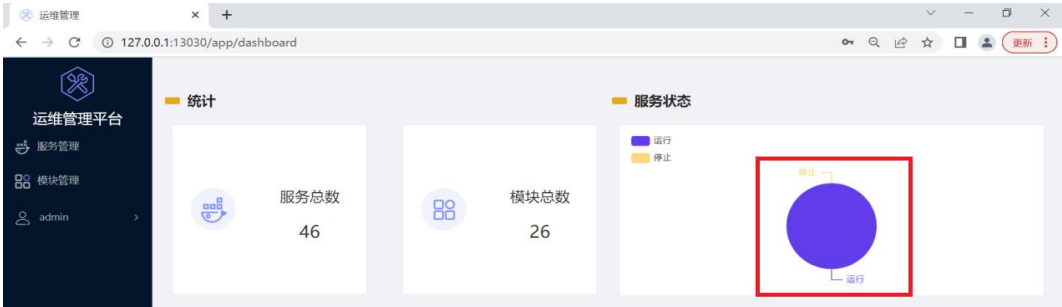 运维管理
127.0.0.1:13030/app/dashboard
更新
运维管理平台
服务管理
模块管理
admin
统计
服务总数
46
模块总数
26
服务状态
运行
停止
停止
运行